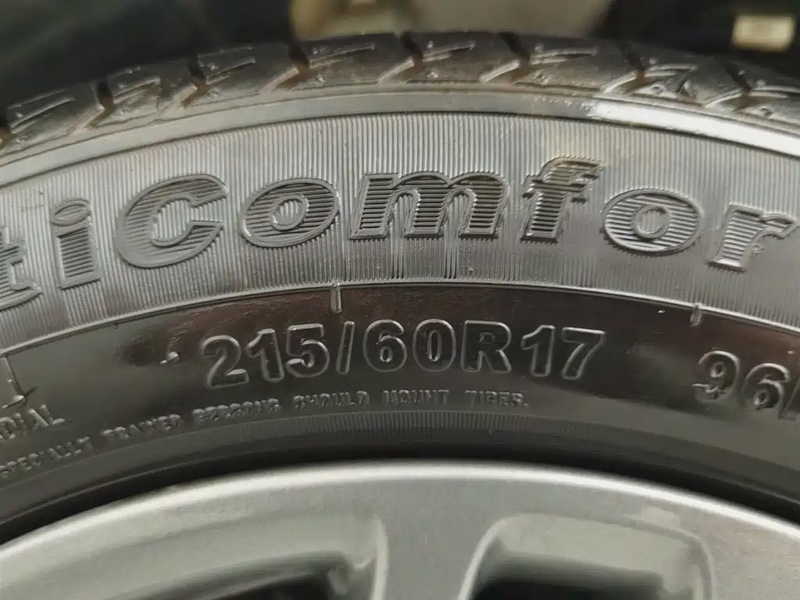 tiComfor
215/60R17 96
DIAL
SPECIALLY TRAINED PERSONS SHOULD MOUNT TIRES.